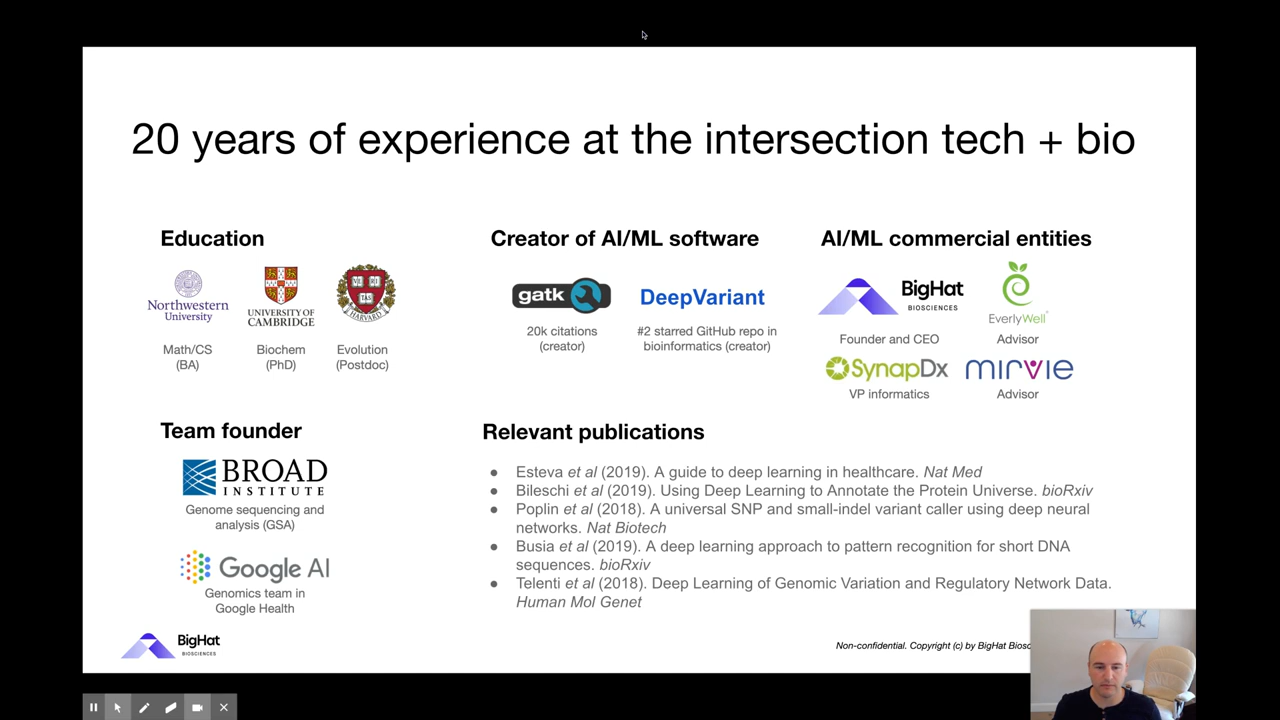 20 years of experience at the intersection tech + bio
Education
Northwestern
University
UNIVERSITY OF
CAMBRIDGE
HARVARD
Math/CS
(BA)
Biochem
(PhD)
Evolution
(Postdoc)
Creator of AI/ML software
gatk
DeepVariant
20k citations
(creator)
#2 starred GitHub repo in
bioinformatics (creator)
AI/ML commercial entities
BigHat
BIOSCIENCES
EverlyWell
Founder and CEO
Advisor
SynapDx
mirvie
VP informatics
Advisor
Team founder
BROAD
INSTITUTE
Genome sequencing and
analysis (GSA)
Google AI
Genomics team in
Google Health
Relevant publications
● Esteva et al (2019). A guide to deep learning in healthcare. Nat Med
● Bileschi et al (2019). Using Deep Learning to Annotate the Protein Universe. bioRxiv
● Poplin et al (2018). A universal SNP and small-indel variant caller using deep neural
networks. Nat Biotech
● Busia et al (2019). A deep learning approach to pattern recognition for short DNA
sequences. bioRxiv
● Telenti et al (2018). Deep Learning of Genomic Variation and Regulatory Network Data.
Human Mol Genet
BigHat
BIOSCIENCES
Non-confidential. Copyright (c) by BigHat Biosc